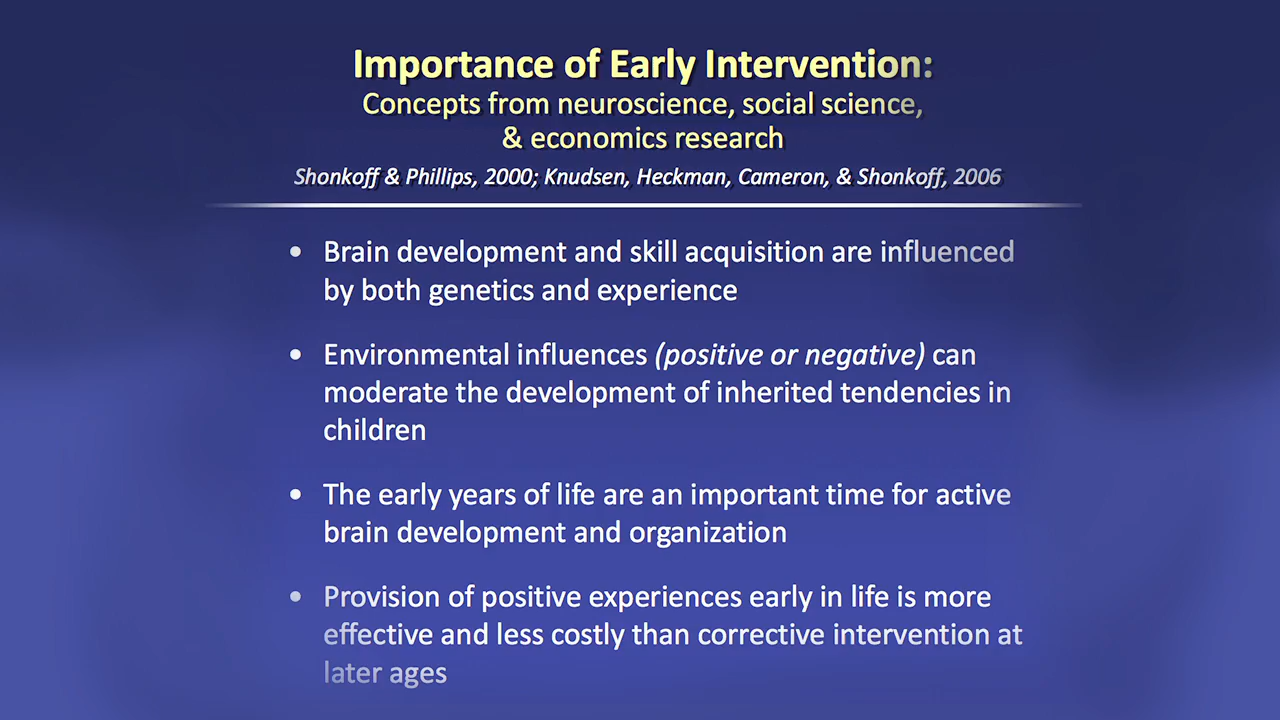 Importance of Early Intervention:
Concepts from neuroscience, social science,
& economics research
Shonkoff & Phillips, 2000; Knudsen, Heckman, Cameron, & Shonkoff, 2006
• Brain development and skill acquisition are influenced
by both genetics and experience
• Environmental influences (positive or negative) can
moderate the development of inherited tendencies in
children
• The early years of life are an important time for active
brain development and organization
• Provision of positive experiences early in life is more
effective and less costly than corrective intervention at
later ages